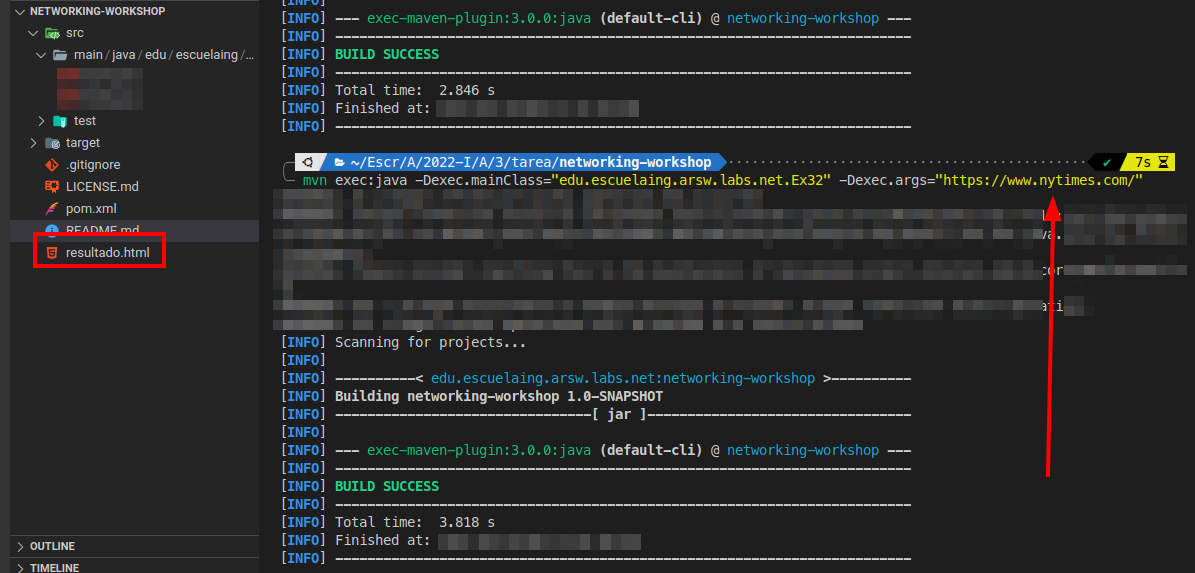 NETWORKING-WORKSHOP
src
main / java / edu / escuelaing / ...
test
target
.gitignore
LICENSE.md
pom.xml
README.md
resultado.html
OUTLINE
TIMELINE
[INFO]
[INFO] --- exec-maven-plugin:3.0.0:java (default-cli) @ networking-workshop ---
[INFO] ------------------------------------------------------------------------
[INFO] BUILD SUCCESS
[INFO] ------------------------------------------------------------------------
[INFO] Total time:  2.846 s
[INFO] Finished at:
[INFO] ------------------------------------------------------------------------
~/Escr/A/2022-I/A/3/tarea/networking-workshop ✔ 7s
mvn exec:java -Dexec.mainClass="edu.escuelaing.arsw.labs.net.Ex32" -Dexec.args="https://www.nytimes.com/"
[INFO] Scanning for projects...
[INFO]
[INFO] ----------< edu.escuelaing.arsw.labs.net:networking-workshop >----------
[INFO] Building networking-workshop 1.0-SNAPSHOT
[INFO] --------------------------------[ jar ]---------------------------------
[INFO]
[INFO] --- exec-maven-plugin:3.0.0:java (default-cli) @ networking-workshop ---
[INFO] ------------------------------------------------------------------------
[INFO] BUILD SUCCESS
[INFO] ------------------------------------------------------------------------
[INFO] Total time:  3.818 s
[INFO] Finished at:
[INFO] ------------------------------------------------------------------------